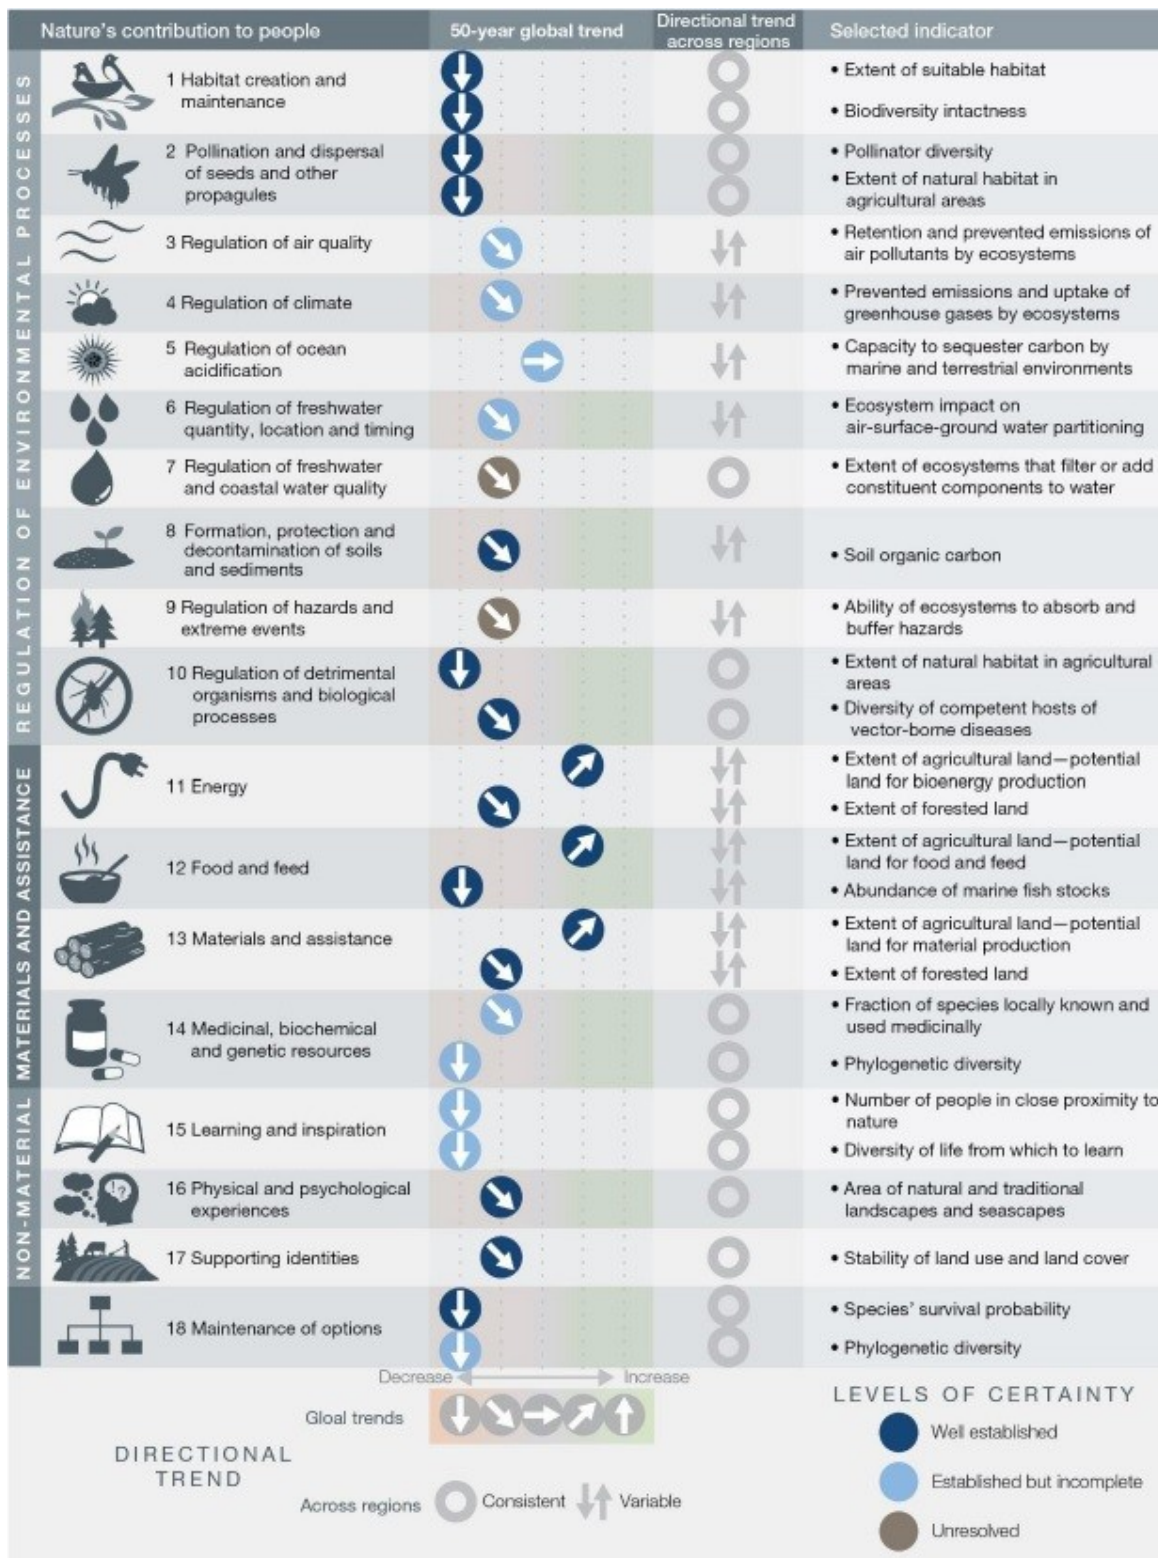 Nature's contribution to people
50-year global trend
Directional trend
across regions
Selected indicator
REGULATION OF ENVIRONMENTAL PROCESSES
1 Habitat creation and
maintenance
• Extent of suitable habitat
• Biodiversity intactness
2 Pollination and dispersal
of seeds and other
propagules
• Pollinator diversity
• Extent of natural habitat in
agricultural areas
3 Regulation of air quality
• Retention and prevented emissions of
air pollutants by ecosystems
4 Regulation of climate
• Prevented emissions and uptake of
greenhouse gases by ecosystems
5 Regulation of ocean
acidification
• Capacity to sequester carbon by
marine and terrestrial environments
6 Regulation of freshwater
quantity, location and timing
• Ecosystem impact on
air-surface-ground water partitioning
7 Regulation of freshwater
and coastal water quality
• Extent of ecosystems that filter or add
constituent components to water
8 Formation, protection and
decontamination of soils
and sediments
• Soil organic carbon
9 Regulation of hazards and
extreme events
• Ability of ecosystems to absorb and
buffer hazards
10 Regulation of detrimental
organisms and biological
processes
• Extent of natural habitat in agricultural
areas
• Diversity of competent hosts of
vector-borne diseases
MATERIALS AND ASSISTANCE
11 Energy
• Extent of agricultural land—potential
land for bioenergy production
• Extent of forested land
12 Food and feed
• Extent of agricultural land—potential
land for food and feed
• Abundance of marine fish stocks
13 Materials and assistance
• Extent of agricultural land—potential
land for material production
• Extent of forested land
14 Medicinal, biochemical
and genetic resources
• Fraction of species locally known and
used medicinally
• Phylogenetic diversity
NON-MATERIAL
15 Learning and inspiration
• Number of people in close proximity to
nature
• Diversity of life from which to learn
!?
16 Physical and psychological
experiences
• Area of natural and traditional
landscapes and seascapes
17 Supporting identities
• Stability of land use and land cover
18 Maintenance of options
• Species' survival probability
• Phylogenetic diversity
Decrease
Increase
Gloal trends
DIRECTIONAL
TREND
Across regions
Consistent
Variable
LEVELS OF CERTAINTY
Well established
Established but incomplete
Unresolved